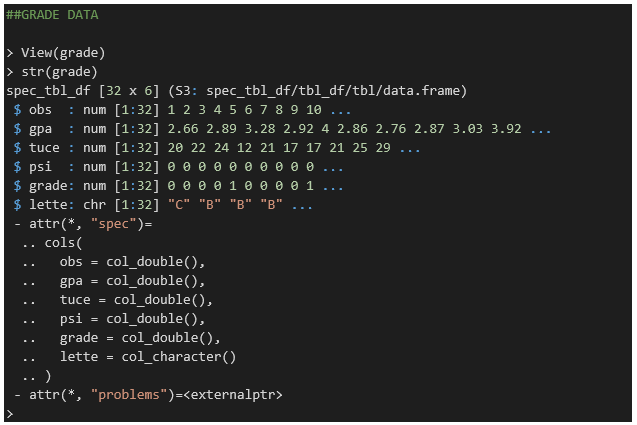 ##GRADE DATA
> View(grade)
> str(grade)
spec_tbl_df [32 x 6] (S3: spec_tbl_df/tbl_df/tbl/data.frame)
 $ obs  : num [1:32] 1 2 3 4 5 6 7 8 9 10 ...
 $ gpa  : num [1:32] 2.66 2.89 3.28 2.92 4 2.86 2.76 2.87 3.03 3.92 ...
 $ tuce : num [1:32] 20 22 24 12 21 17 17 21 25 29 ...
 $ psi  : num [1:32] 0 0 0 0 0 0 0 0 0 0 ...
 $ grade: num [1:32] 0 0 0 0 1 0 0 0 0 1 ...
 $ lette: chr [1:32] "C" "B" "B" "B" ...
 - attr(*, "spec")=
  .. cols(
  ..   obs = col_double(),
  ..   gpa = col_double(),
  ..   tuce = col_double(),
  ..   psi = col_double(),
  ..   grade = col_double(),
  ..   lette = col_character()
  .. )
 - attr(*, "problems")=<externalptr>
>